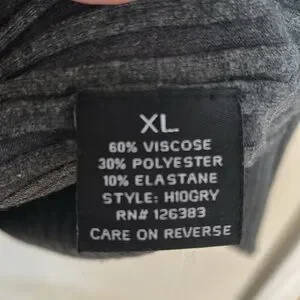 XL
60% VISCOSE
30% POLYESTER
10% ELASTANE
STYLE: H10GRY
RN# 126383
CARE ON REVERSE